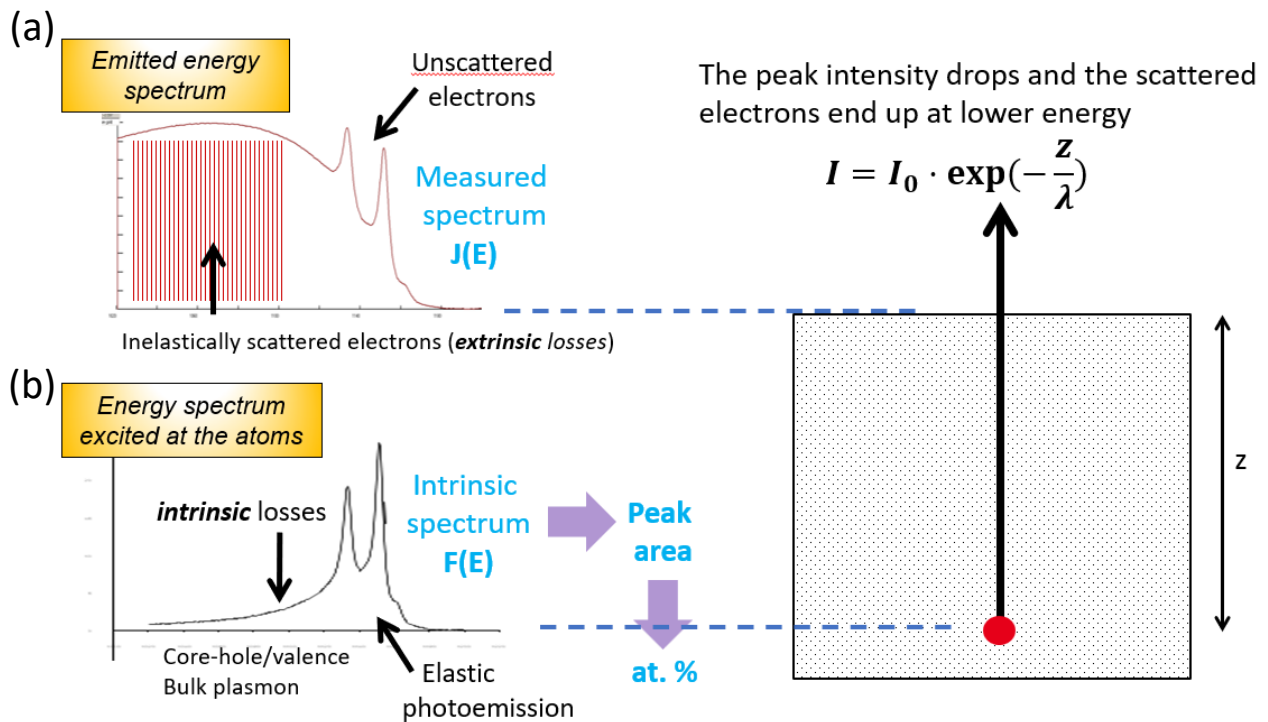 (a)
Emitted energy
spectrum
Unscattered
electrons
Measured
spectrum
J(E)
Inelastically scattered electrons (extrinsic losses)
The peak intensity drops and the scattered
electrons end up at lower energy
I = I₀ · exp(−z/λ)
z
(b)
Energy spectrum
excited at the atoms
intrinsic losses
Intrinsic
spectrum
F(E)
Peak
area
at. %
Core-hole/valence
Bulk plasmon
Elastic
photoemission